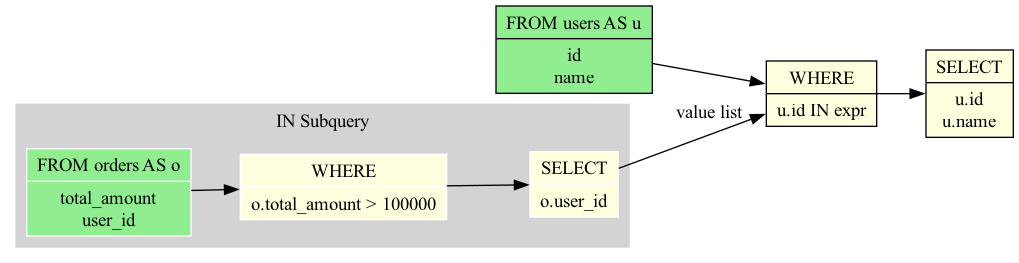 FROM users AS u
id
name
WHERE
u.id IN expr
SELECT
u.id
u.name
value list
IN Subquery
FROM orders AS o
total_amount
user_id
WHERE
o.total_amount > 100000
SELECT
o.user_id